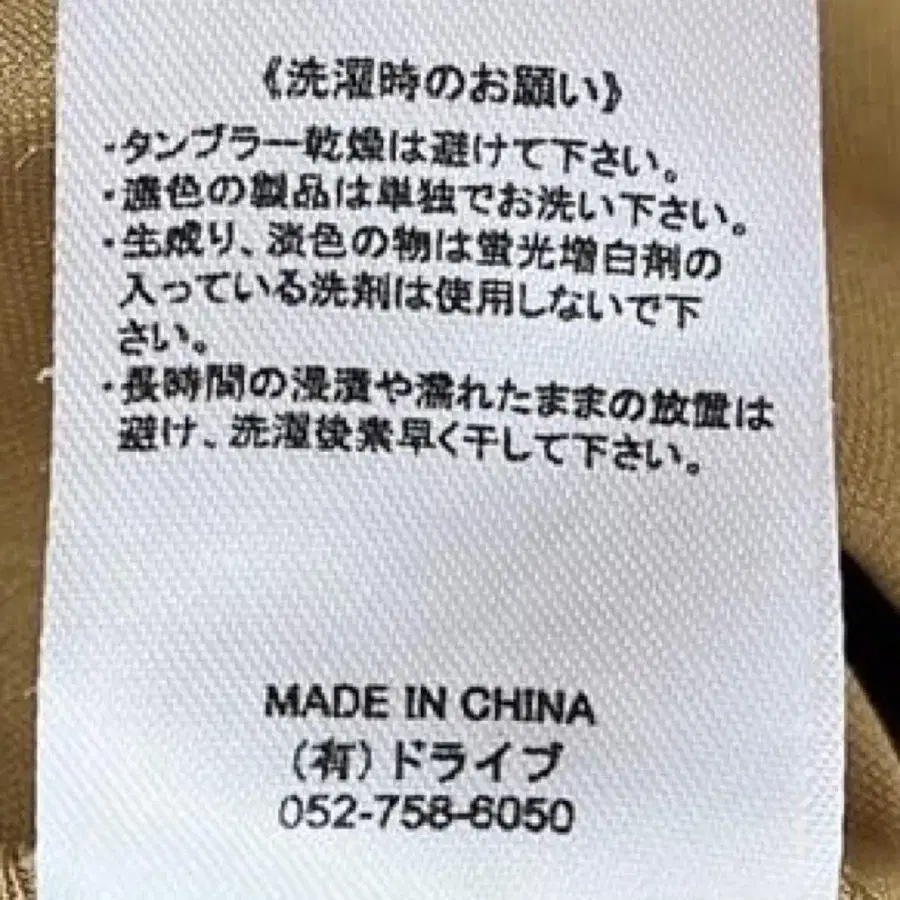 《洗濯時のお願い》
・タンブラー乾燥は避けて下さい。
・濃色の製品は単独でお洗い下さい。
・生成り、淡色の物は蛍光増白剤の
入っている洗剤は使用しないで下
さい。
・長時間の浸漬や濡れたままの放置は
避け、洗濯後素早く干して下さい。
MADE IN CHINA
(有)ドライブ
052-758-6050